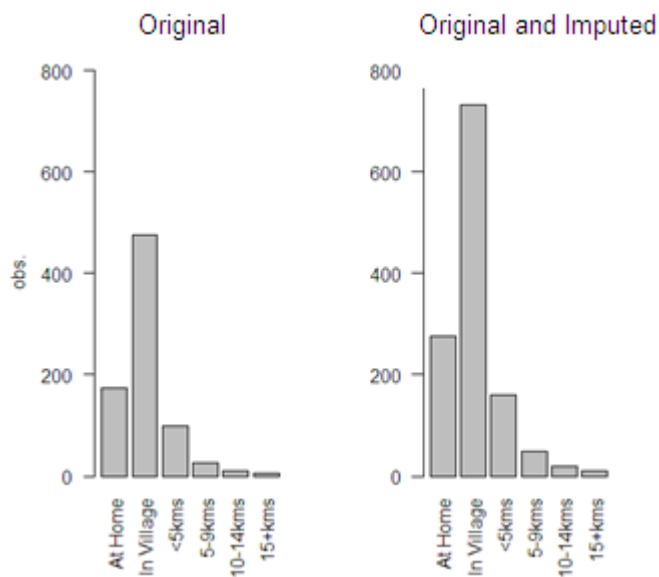 Original
800
600
400
200
0
obs.
At Home
In Village
<5kms
5-9kms
10-14kms
15+kms
Original and Imputed
800
600
400
200
0
At Home
In Village
<5kms
5-9kms
10-14kms
15+kms